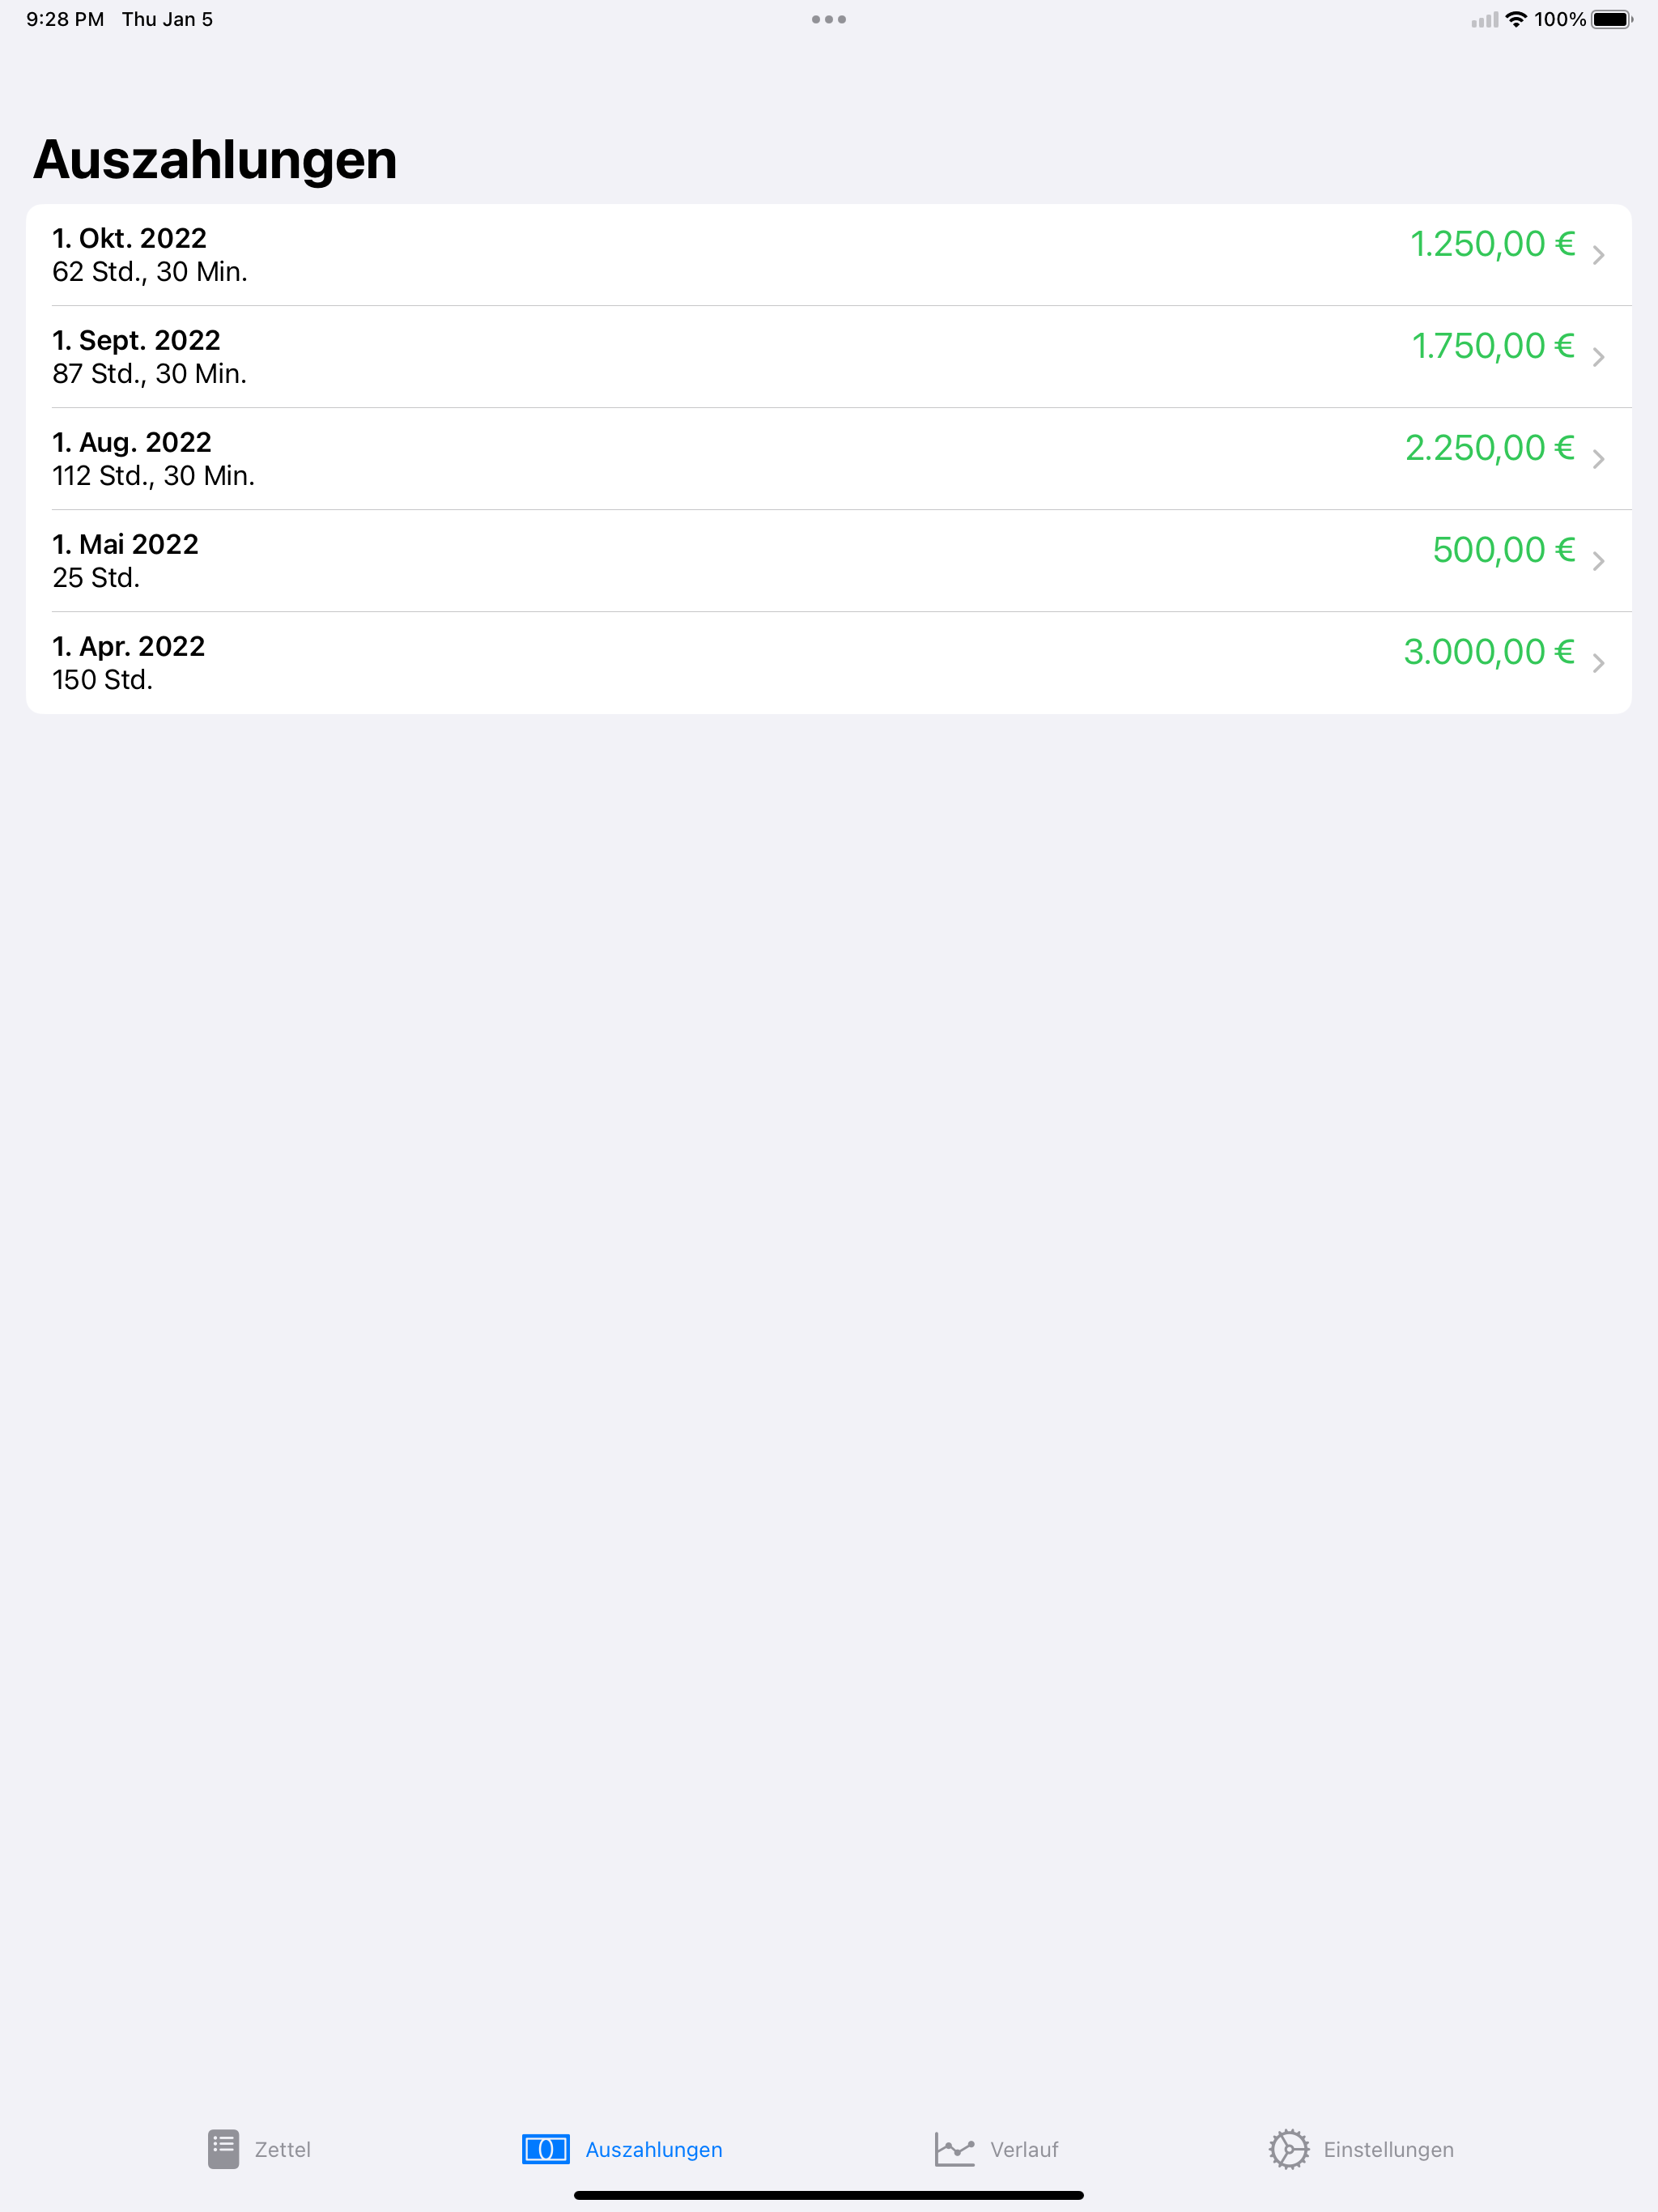 9:28 PM Thu Jan 5 100%
Auszahlungen
1. Okt. 2022 1.250,00 €
62 Std., 30 Min.
1. Sept. 2022 1.750,00 €
87 Std., 30 Min.
1. Aug. 2022 2.250,00 €
112 Std., 30 Min.
1. Mai 2022 500,00 €
25 Std.
1. Apr. 2022 3.000,00 €
150 Std.
Zettel Auszahlungen Verlauf Einstellungen